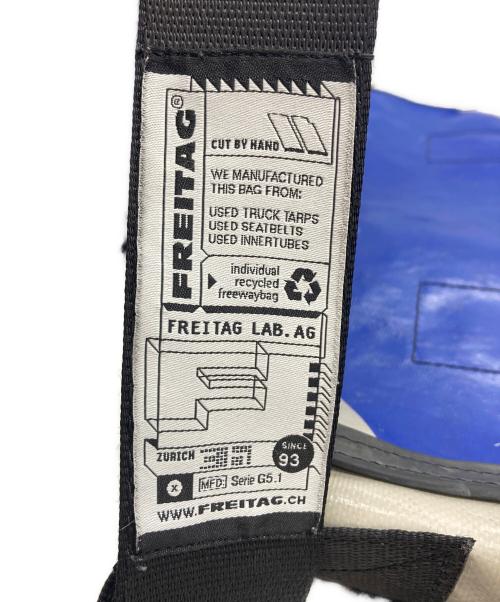 FREITAG®
CUT BY HAND
WE MANUFACTURED
THIS BAG FROM:
USED TRUCK TARPS
USED SEATBELTS
USED INNERTUBES
individual
recycled
freewaybag
FREITAG LAB.AG
F
ZÜRICH
SINCE
93
x
MFD: Serie G5.1
WWW.FREITAG.CH